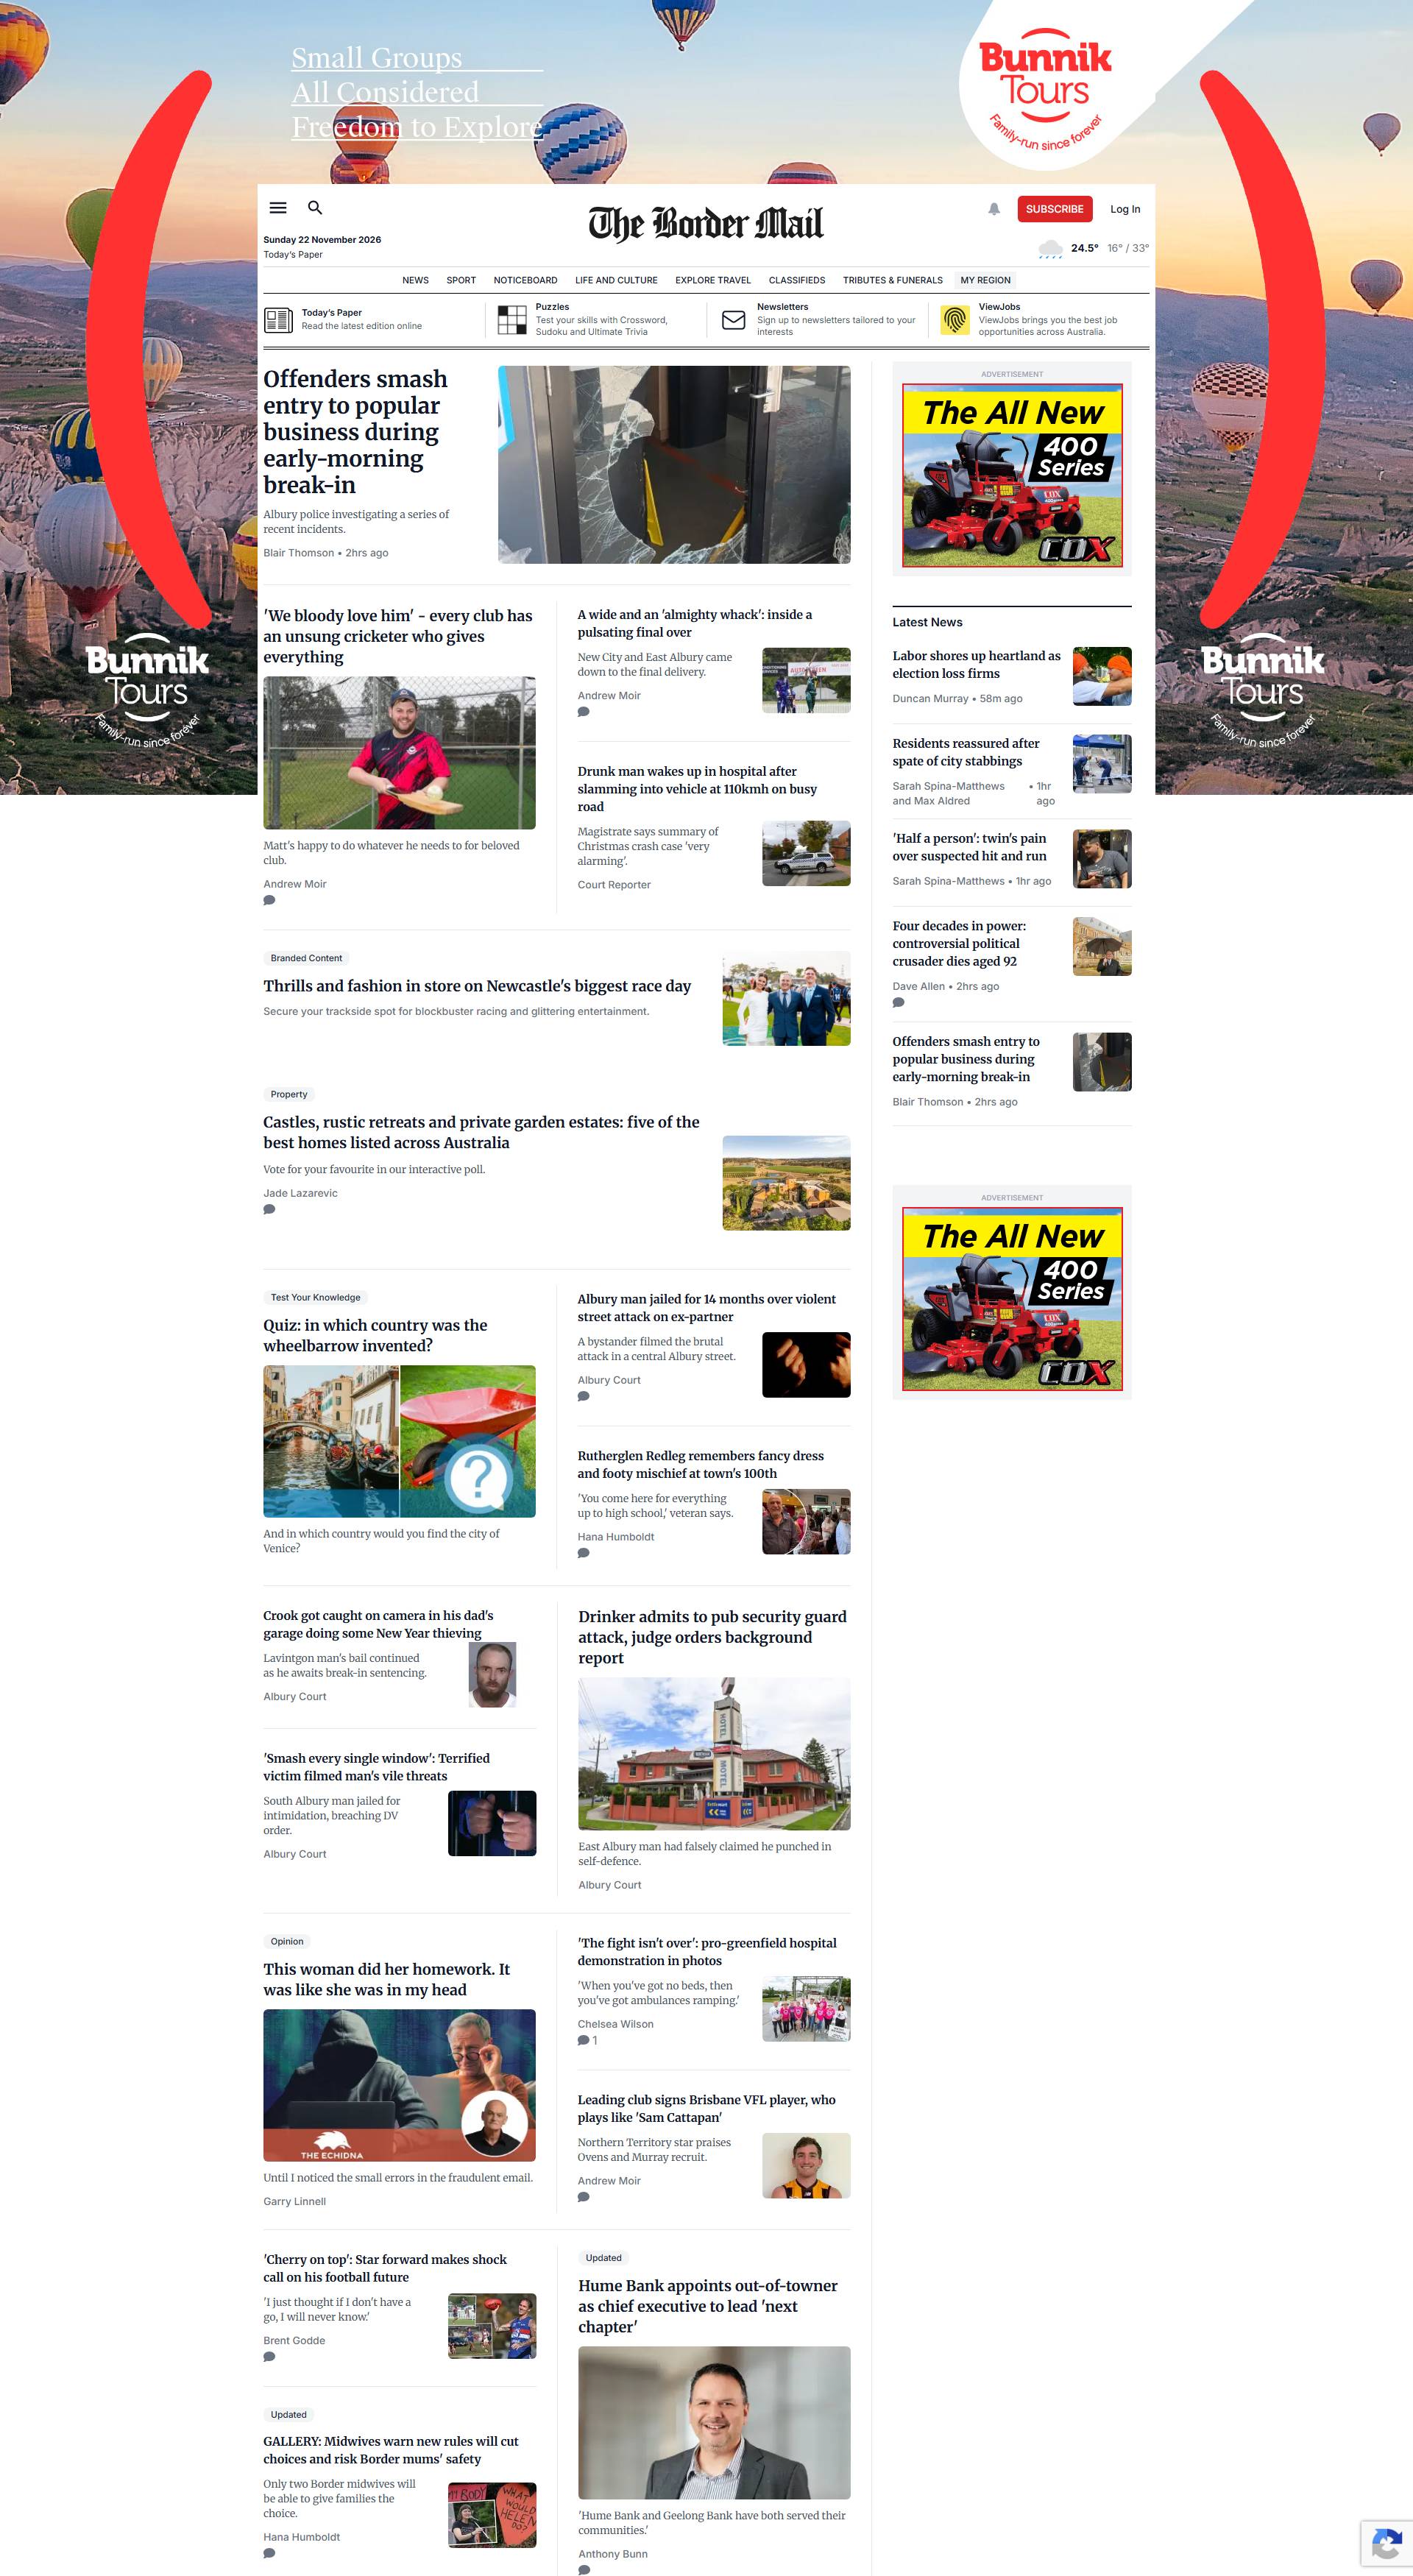 Small Groups
All Considered
Freedom to Explore
Bunnik
Tours
Family-run since forever
Bunnik
Tours
Family-run since forever
Bunnik
Tours
Family-run since forever
The Border Mail
SUBSCRIBE
Log In
Sunday 22 November 2026
Today's Paper
24.5° 16° / 33°
NEWS SPORT NOTICEBOARD LIFE AND CULTURE EXPLORE TRAVEL CLASSIFIEDS TRIBUTES & FUNERALS MY REGION
Today's Paper
Read the latest edition online
Puzzles
Test your skills with Crossword,
Sudoku and Ultimate Trivia
Newsletters
Sign up to newsletters tailored to your
interests
ViewJobs
ViewJobs brings you the best job
opportunities across Australia.
Offenders smash
entry to popular
business during
early-morning
break-in
Albury police investigating a series of
recent incidents.
Blair Thomson • 2hrs ago
'We bloody love him' - every club has
an unsung cricketer who gives
everything
Matt's happy to do whatever he needs to for beloved
club.
Andrew Moir
A wide and an 'almighty whack': inside a
pulsating final over
New City and East Albury came
down to the final delivery.
Andrew Moir
Drunk man wakes up in hospital after
slamming into vehicle at 110kmh on busy
road
Magistrate says summary of
Christmas crash case 'very
alarming'.
Court Reporter
Branded Content
Thrills and fashion in store on Newcastle's biggest race day
Secure your trackside spot for blockbuster racing and glittering entertainment.
Property
Castles, rustic retreats and private garden estates: five of the
best homes listed across Australia
Vote for your favourite in our interactive poll.
Jade Lazarevic
Test Your Knowledge
Quiz: in which country was the
wheelbarrow invented?
?
And in which country would you find the city of
Venice?
Albury man jailed for 14 months over violent
street attack on ex-partner
A bystander filmed the brutal
attack in a central Albury street.
Albury Court
Rutherglen Redleg remembers fancy dress
and footy mischief at town's 100th
'You come here for everything
up to high school,' veteran says.
Hana Humboldt
Crook got caught on camera in his dad's
garage doing some New Year thieving
Lavintgon man's bail continued
as he awaits break-in sentencing.
Albury Court
'Smash every single window': Terrified
victim filmed man's vile threats
South Albury man jailed for
intimidation, breaching DV
order.
Albury Court
Drinker admits to pub security guard
attack, judge orders background
report
HOTEL
MOTEL
East Albury man had falsely claimed he punched in
self-defence.
Albury Court
Opinion
This woman did her homework. It
was like she was in my head
THE ECHIDNA
Until I noticed the small errors in the fraudulent email.
Garry Linnell
'The fight isn't over': pro-greenfield hospital
demonstration in photos
'When you've got no beds, then
you've got ambulances ramping.'
Chelsea Wilson
1
Leading club signs Brisbane VFL player, who
plays like 'Sam Cattapan'
Northern Territory star praises
Ovens and Murray recruit.
Andrew Moir
'Cherry on top': Star forward makes shock
call on his football future
'I just thought if I don't have a
go, I will never know.'
Brent Godde
Updated
GALLERY: Midwives warn new rules will cut
choices and risk Border mums' safety
Only two Border midwives will
be able to give families the
choice.
MY BODY
WHAT
WOULD
HELEN
DO?
Hana Humboldt
Updated
Hume Bank appoints out-of-towner
as chief executive to lead 'next
chapter'
'Hume Bank and Geelong Bank have both served their
communities.'
Anthony Bunn
ADVERTISEMENT
The All New
400
Series
COX
Latest News
Labor shores up heartland as
election loss firms
Duncan Murray • 58m ago
Residents reassured after
spate of city stabbings
Sarah Spina-Matthews
and Max Aldred
• 1hr
ago
'Half a person': twin's pain
over suspected hit and run
Sarah Spina-Matthews • 1hr ago
Four decades in power:
controversial political
crusader dies aged 92
Dave Allen • 2hrs ago
Offenders smash entry to
popular business during
early-morning break-in
Blair Thomson • 2hrs ago
ADVERTISEMENT
The All New
400
Series
COX